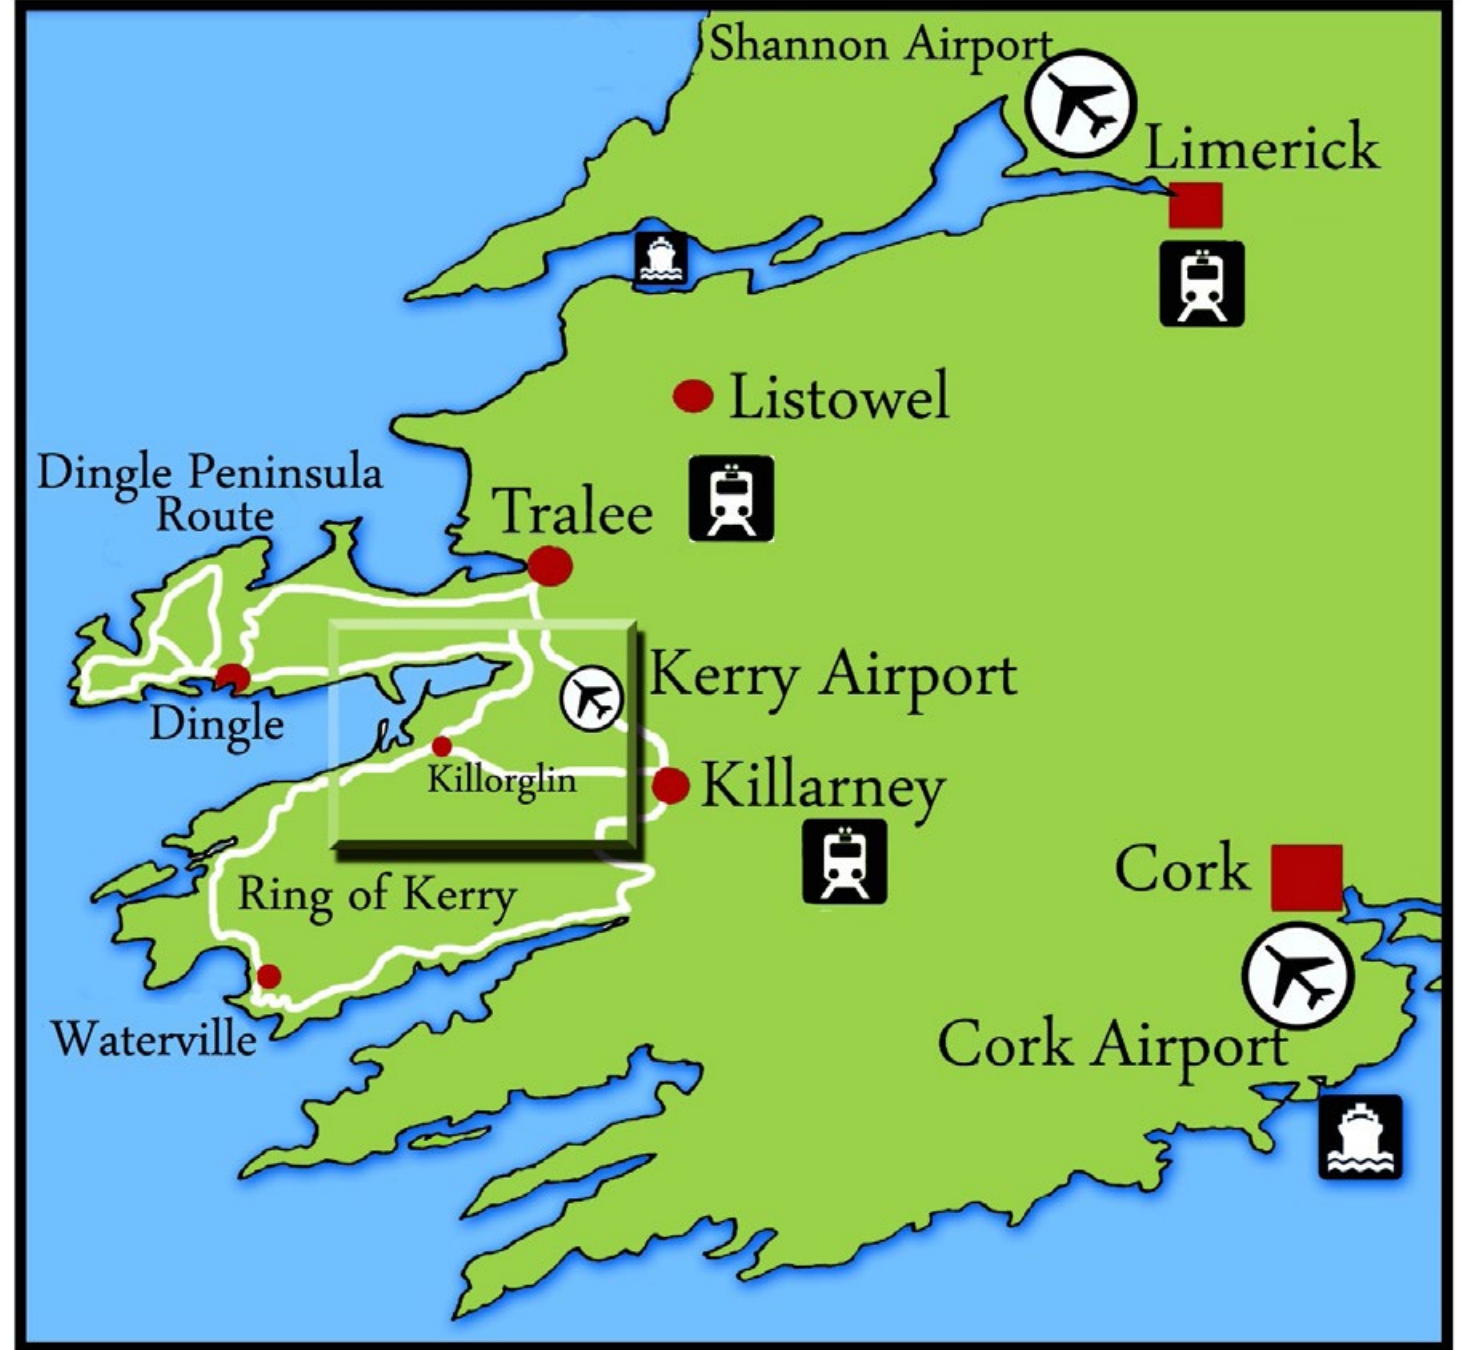 Shannon Airport
Limerick
Listowel
Dingle Peninsula
Route
Tralee
Kerry Airport
Dingle
Killorglin
Killarney
Cork
Ring of Kerry
Waterville
Cork Airport